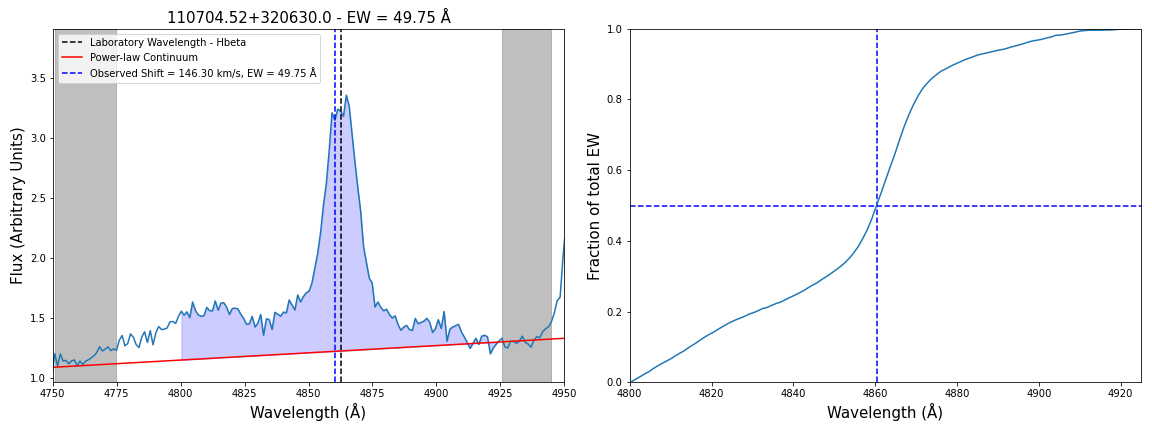 110704.52+320630.0 - EW = 49.75 Å
Laboratory Wavelength - Hbeta
Power-law Continuum
Observed Shift = 146.30 km/s, EW = 49.75 Å
Flux (Arbitrary Units)
3.5
3.0
2.5
2.0
1.5
1.0
4750 4775 4800 4825 4850 4875 4900 4925 4950
Wavelength (Å)
Fraction of total EW
1.0
0.8
0.6
0.4
0.2
0.0
4800 4820 4840 4860 4880 4900 4920
Wavelength (Å)